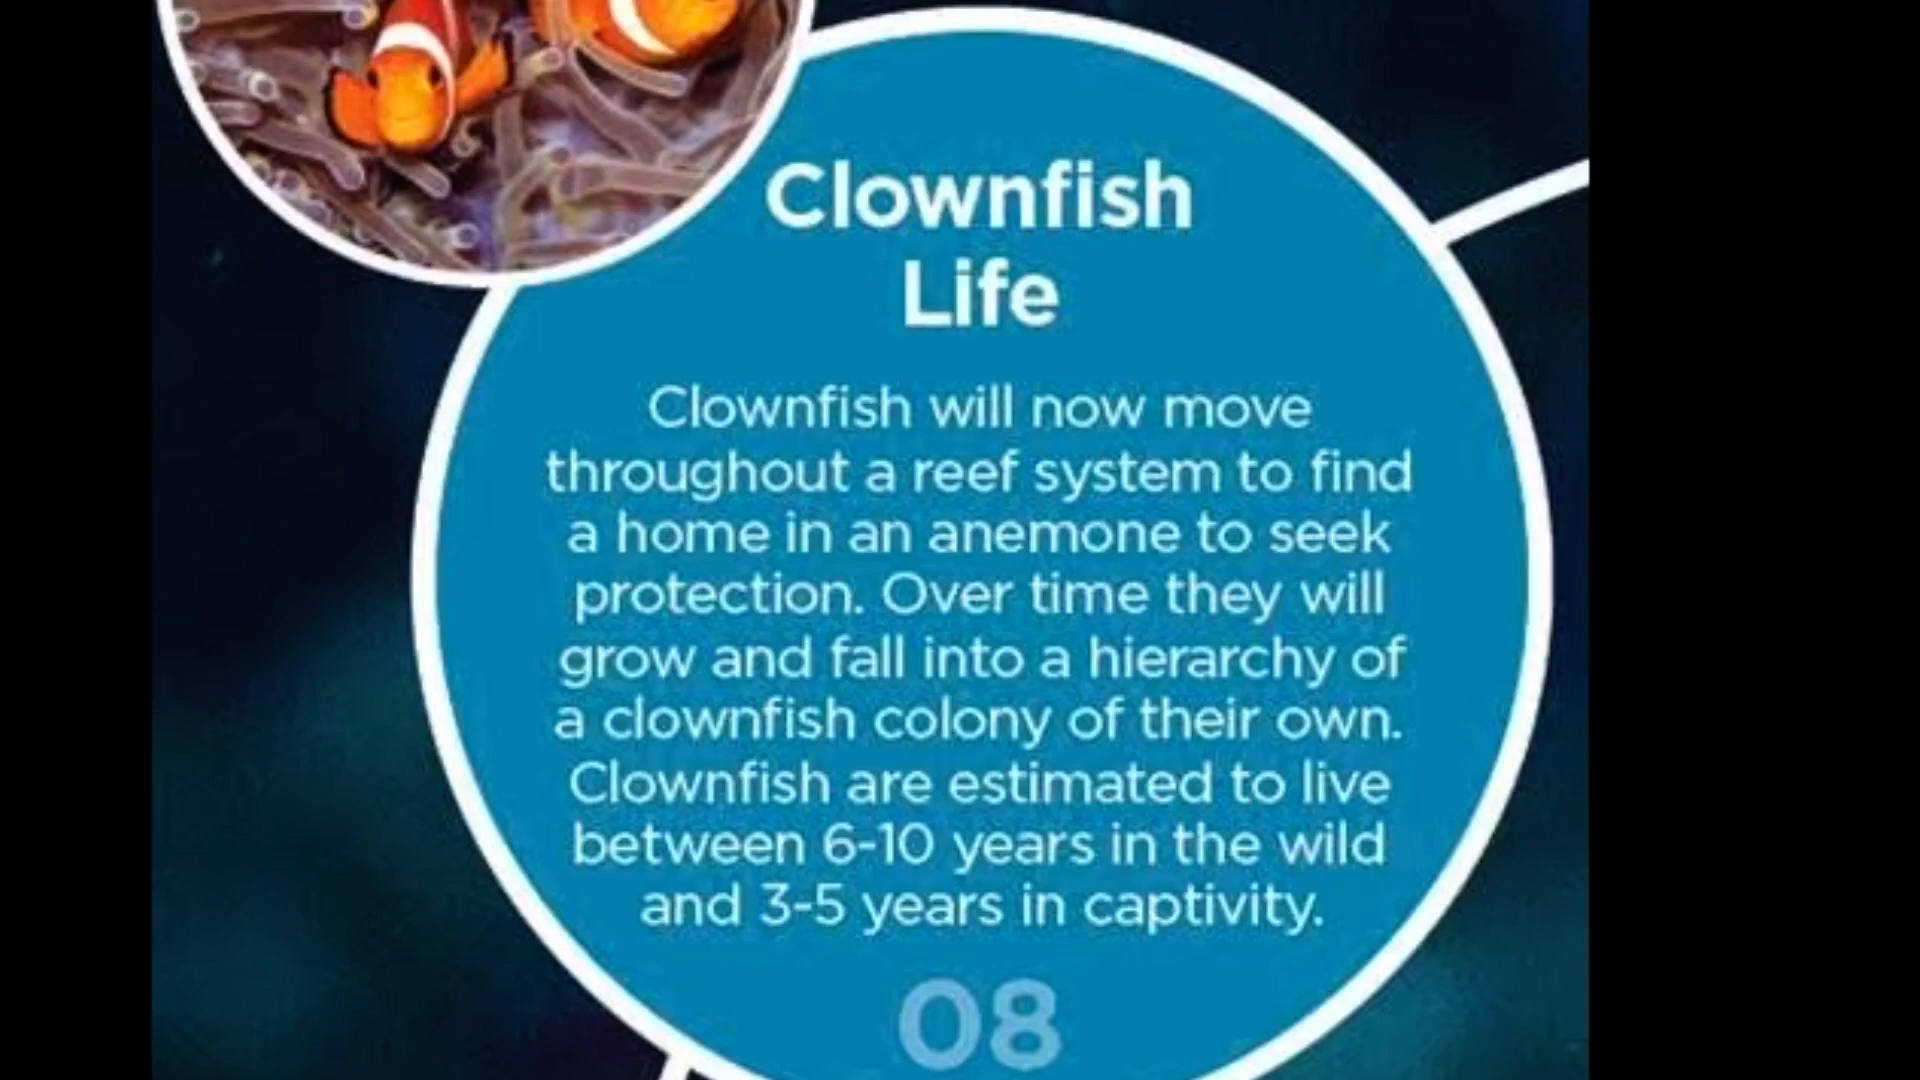 Clownfish
Life
Clownfish will now move
throughout a reef system to find
a home in an anemone to seek
protection. Over time they will
grow and fall into a hierarchy of
a clownfish colony of their own.
Clownfish are estimated to live
between 6-10 years in the wild
and 3-5 years in captivity.
08